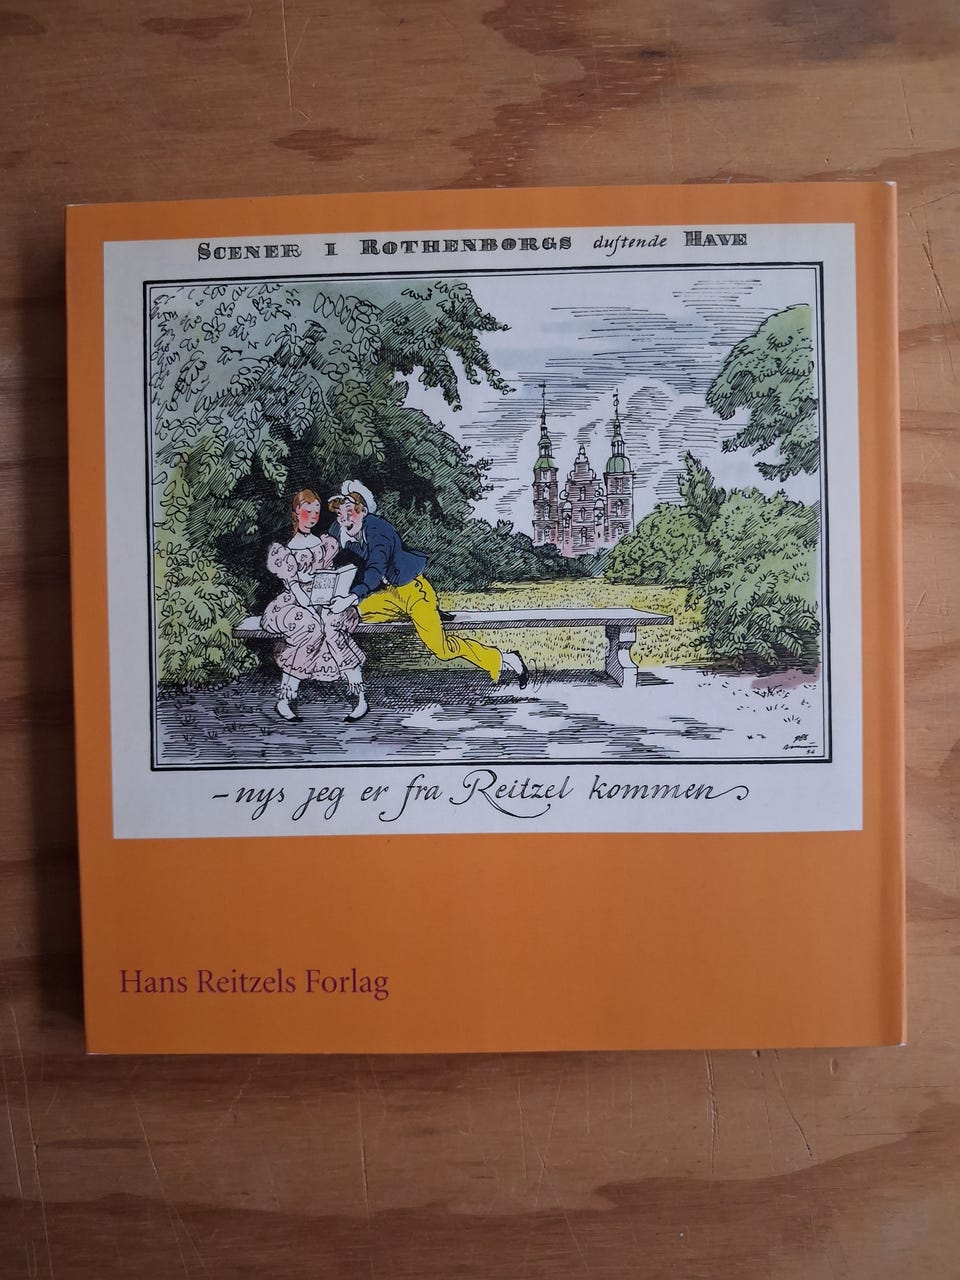 SCENER I ROTHENBORGS duftende HAVE
– nys jeg er fra Reitzel kommen
Hans Reitzels Forlag